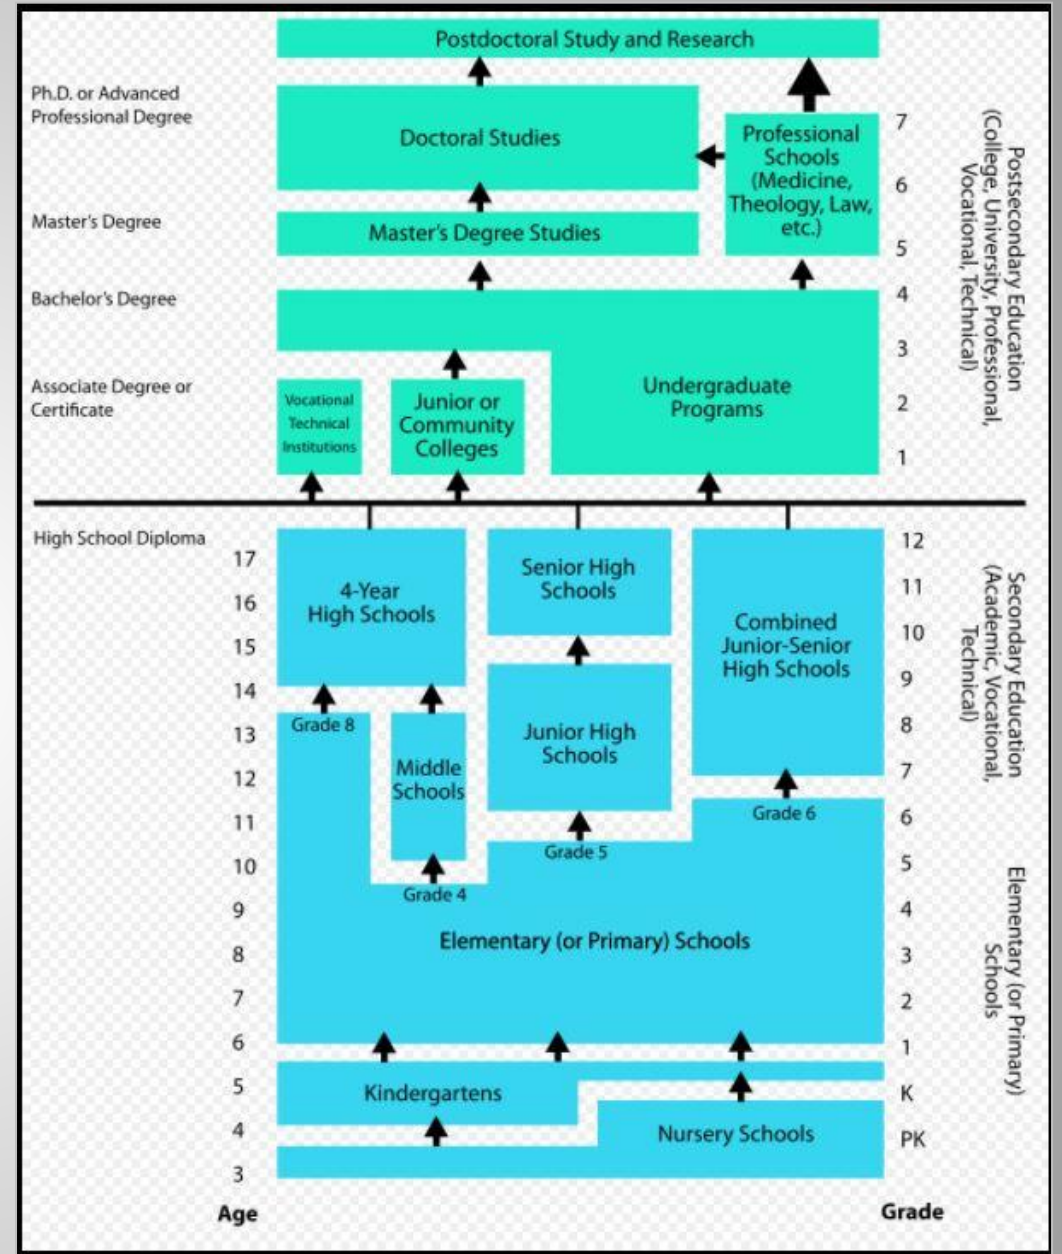 Postdoctoral Study and Research
Ph.D. or Advanced
Professional Degree
Doctoral Studies
Professional
Schools
(Medicine,
Theology, Law,
etc.)
7
6
5
Master's Degree
Master's Degree Studies
Bachelor's Degree
4
3
2
1
Associate Degree or
Certificate
Vocational
Technical
Institutions
Junior or
Community
Colleges
Undergraduate
Programs
Postsecondary Education
(College, University, Professional,
Vocational, Technical)
High School Diploma
17
16
15
14
13
12
11
10
9
8
7
6
5
4
3
Age
4-Year
High Schools
Senior High
Schools
Combined
Junior-Senior
High Schools
Grade 8
Middle
Schools
Junior High
Schools
Grade 6
Grade 5
Grade 4
Elementary (or Primary) Schools
Kindergartens
Nursery Schools
12
11
10
9
8
7
6
5
4
3
2
1
K
PK
Grade
Secondary Education
(Academic, Vocational,
Technical)
Elementary (or Primary)
Schools